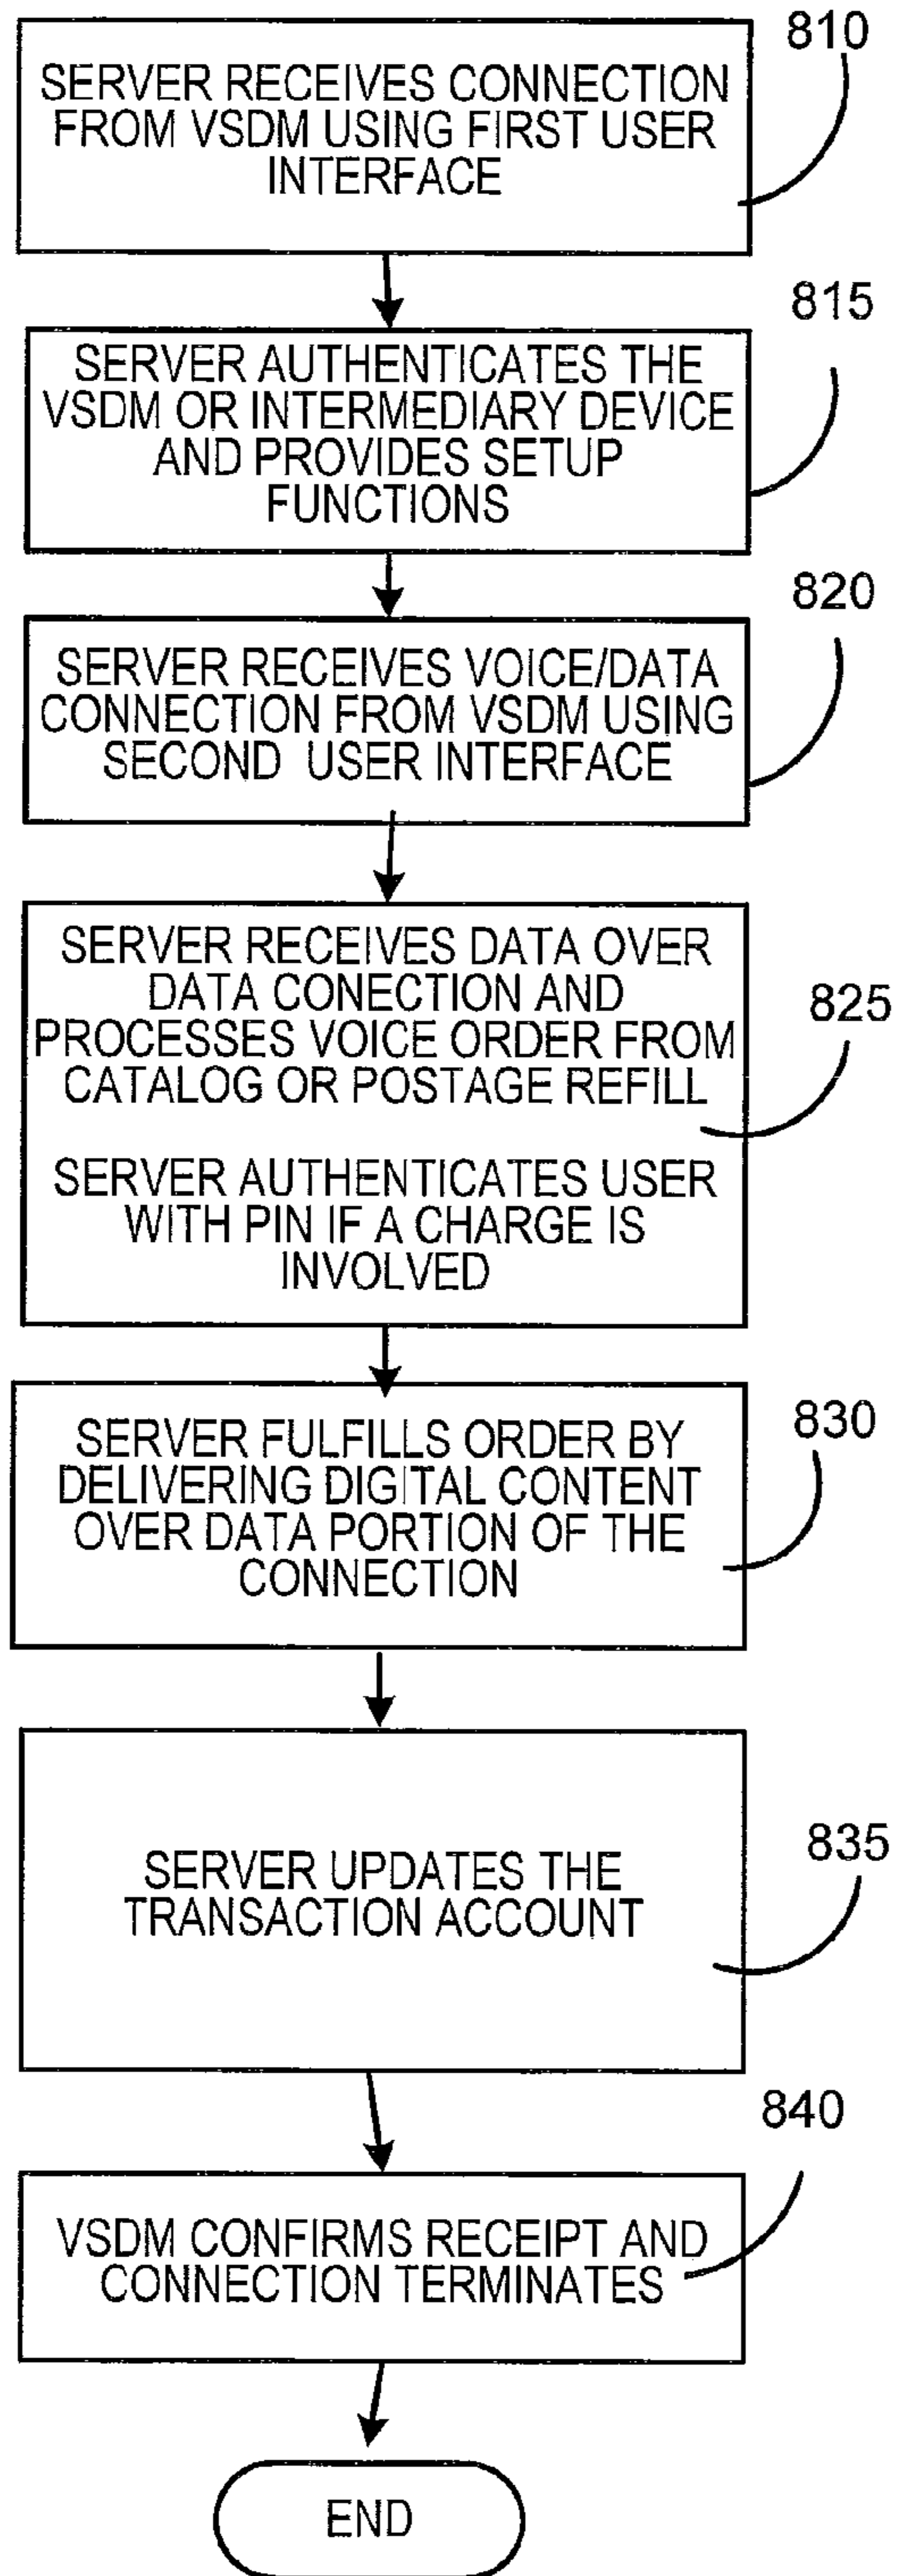 810
SERVER RECEIVES CONNECTION
FROM VSDM USING FIRST USER
INTERFACE
815
SERVER AUTHENTICATES THE
VSDM OR INTERMEDIARY DEVICE
AND PROVIDES SETUP
FUNCTIONS
820
SERVER RECEIVES VOICE/DATA
CONNECTION FROM VSDM USING
SECOND USER INTERFACE
SERVER RECEIVES DATA OVER
DATA CONECTION AND
PROCESSES VOICE ORDER FROM
CATALOG OR POSTAGE REFILL
825
SERVER AUTHENTICATES USER
WITH PIN IF A CHARGE IS
INVOLVED
830
SERVER FULFILLS ORDER BY
DELIVERING DIGITAL CONTENT
OVER DATA PORTION OF THE
CONNECTION
835
SERVER UPDATES THE
TRANSACTION ACCOUNT
840
VSDM CONFIRMS RECEIPT AND
CONNECTION TERMINATES
END